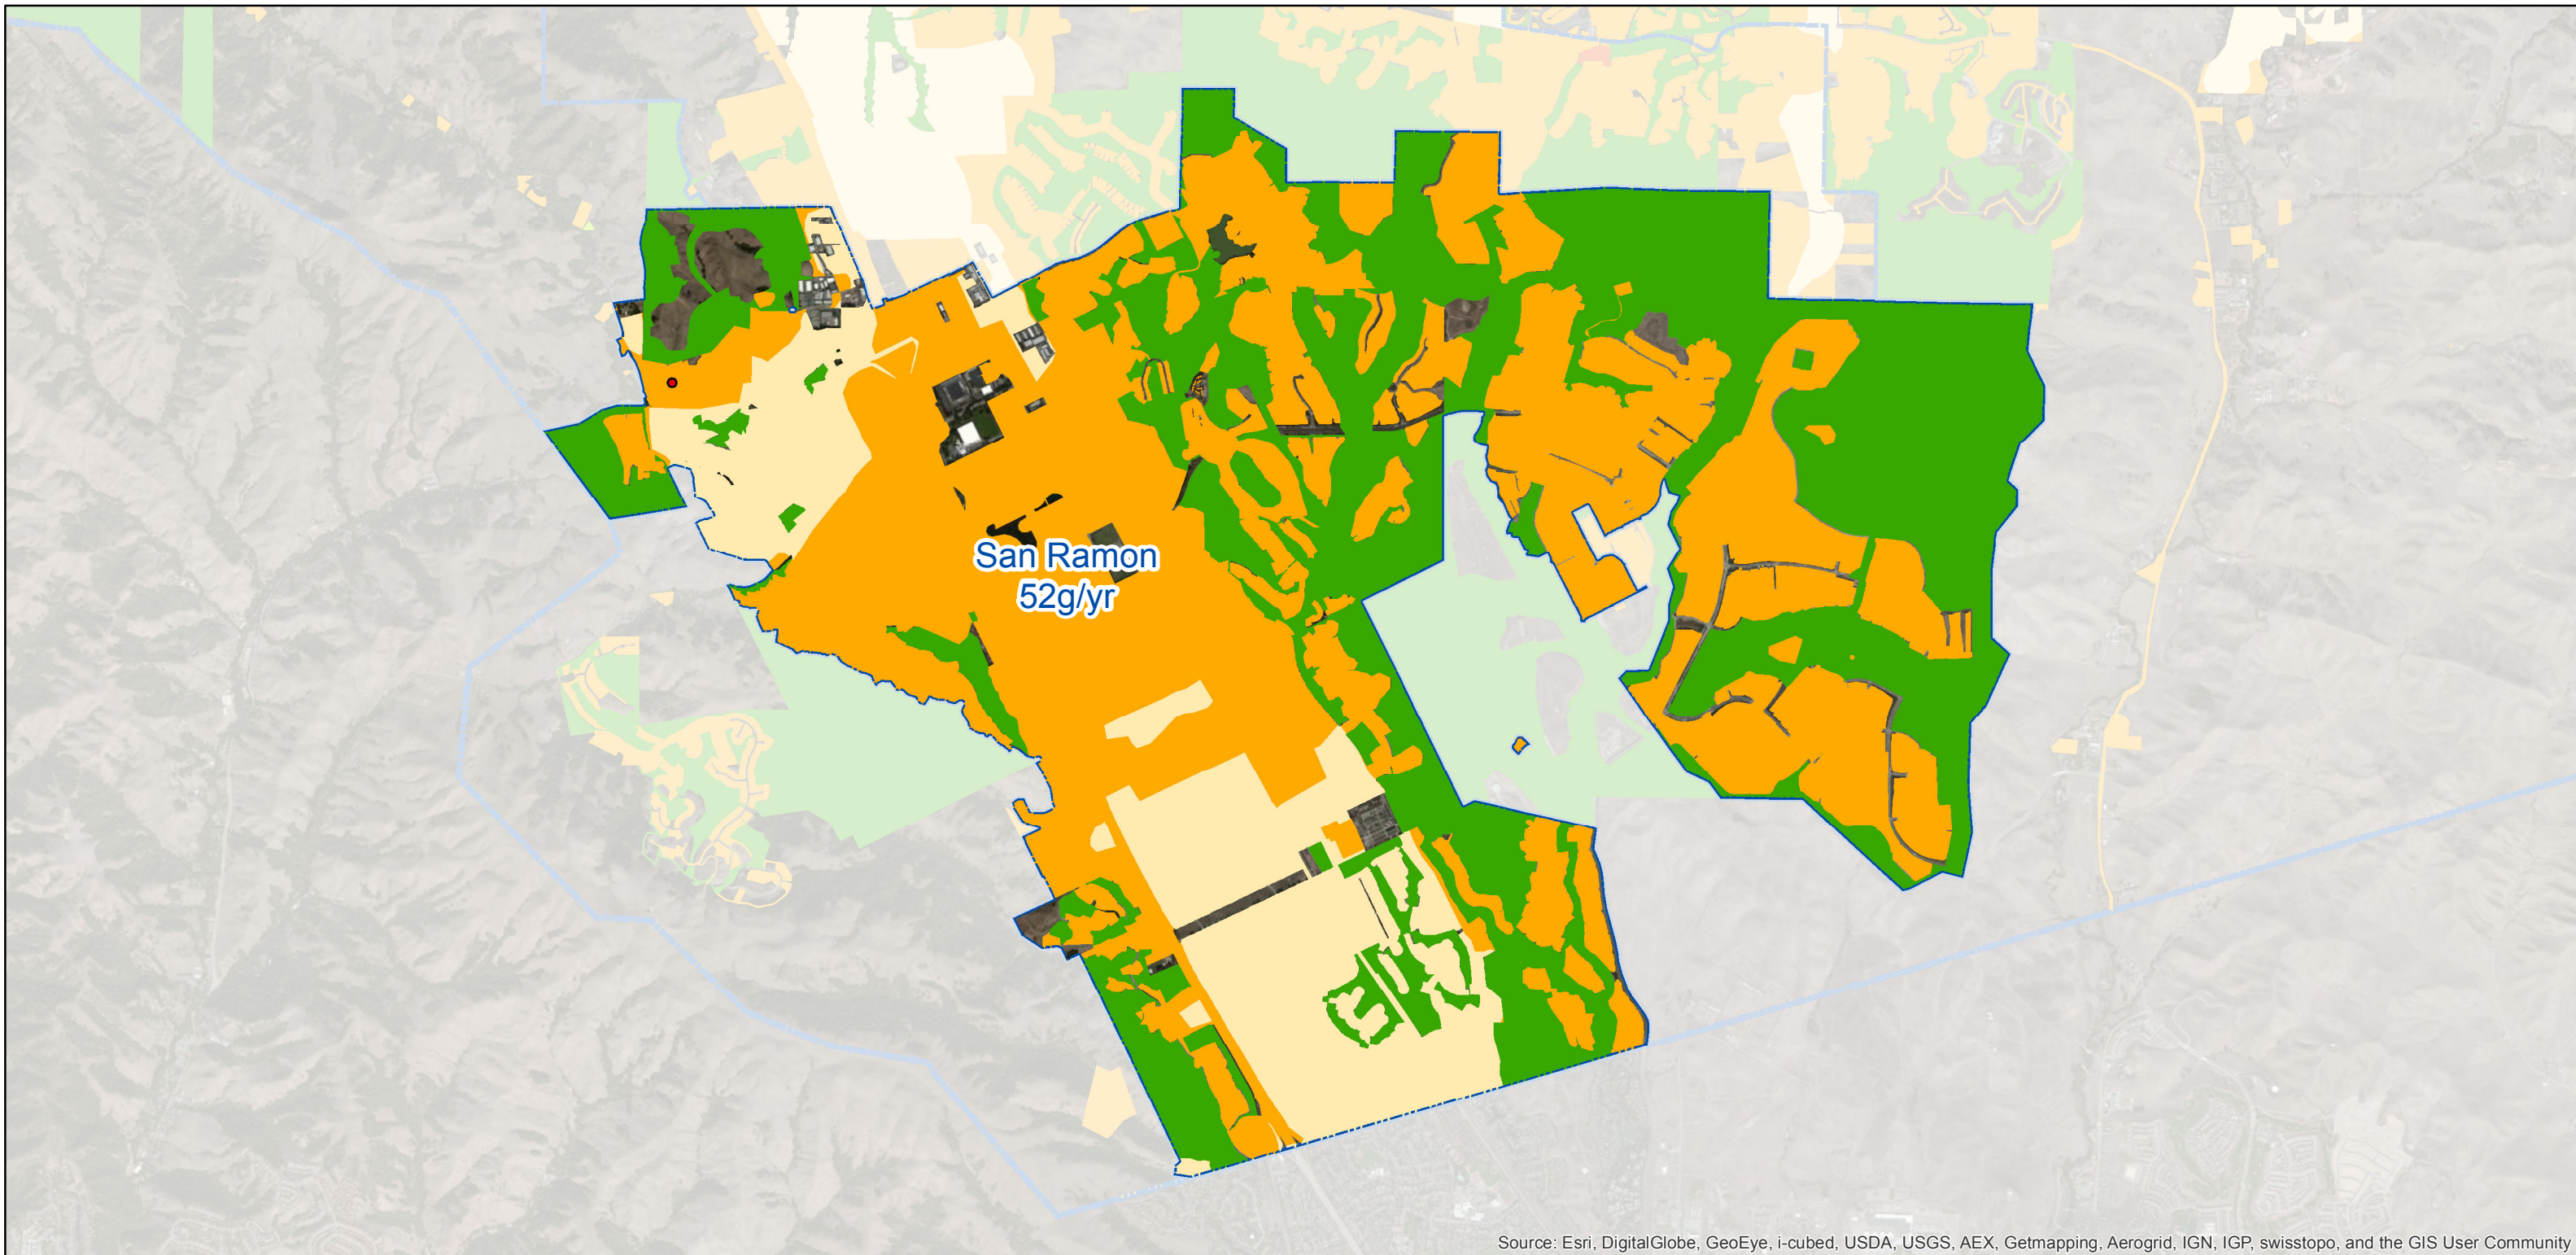 San Ramon
52g/yr
Source: Esri, DigitalGlobe, GeoEye, i-cubed, USDA, USGS, AEX, Getmapping, Aerogrid, IGN, IGP, swisstopo, and the GIS User Community